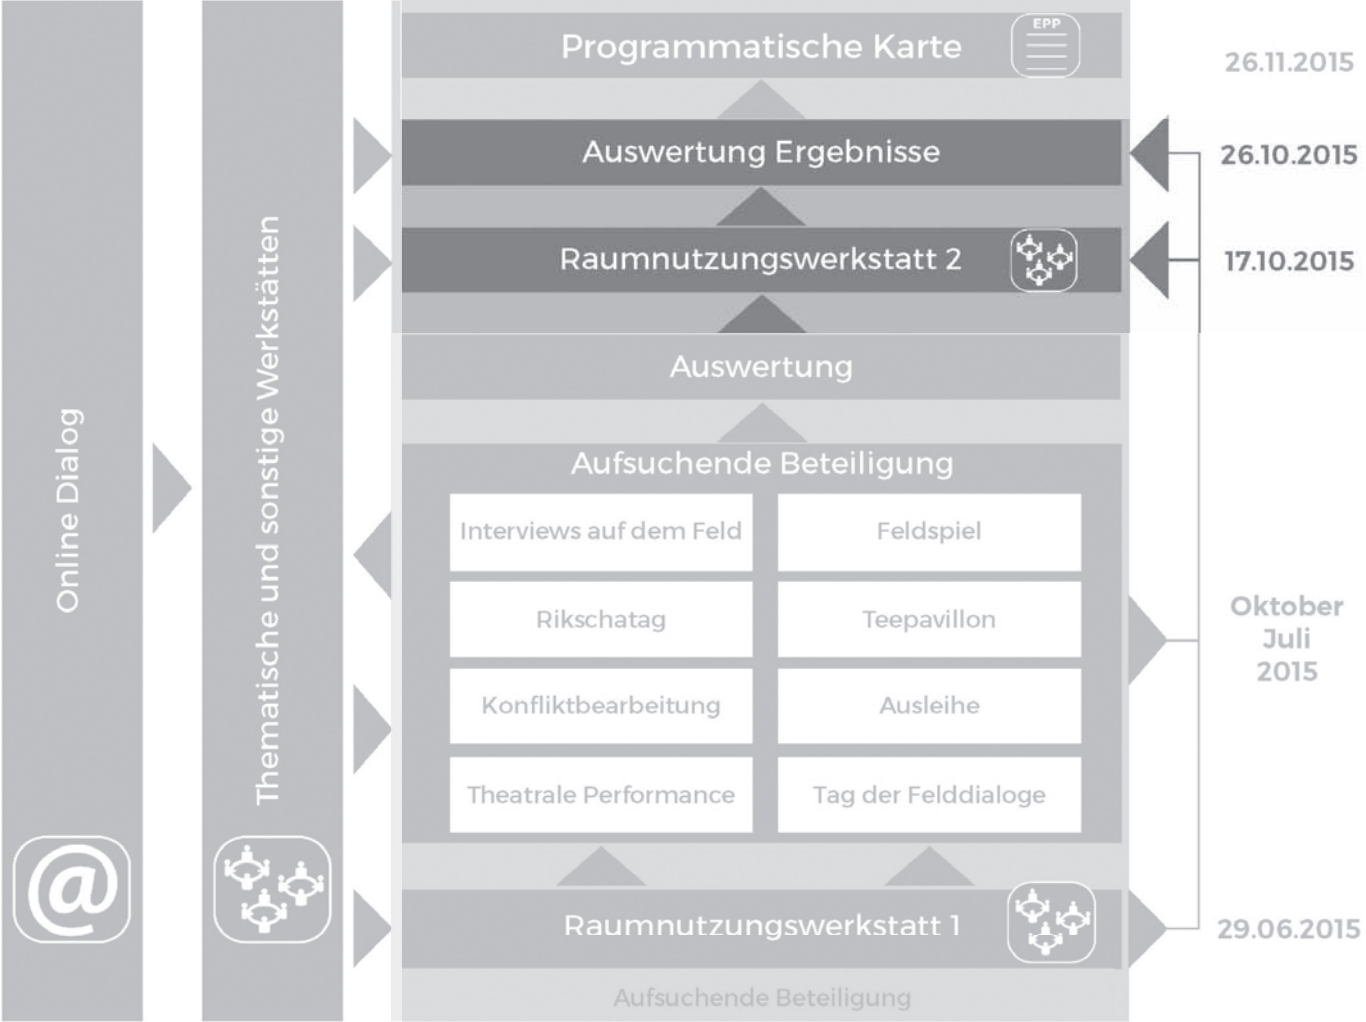 EPP
Programmatische Karte
26.11.2015
Auswertung Ergebnisse
26.10.2015
Raumnutzungswerkstatt 2
17.10.2015
Auswertung
Aufsuchende Beteiligung
Interviews auf dem Feld
Feldspiel
Rikschatag
Teepavillon
Konfliktbearbeitung
Ausleihe
Theatrale Performance
Tag der Felddialoge
Oktober
Juli
2015
Raumnutzungswerkstatt 1
29.06.2015
Aufsuchende Beteiligung
Online Dialog
@
Thematische und sonstige Werkstätten